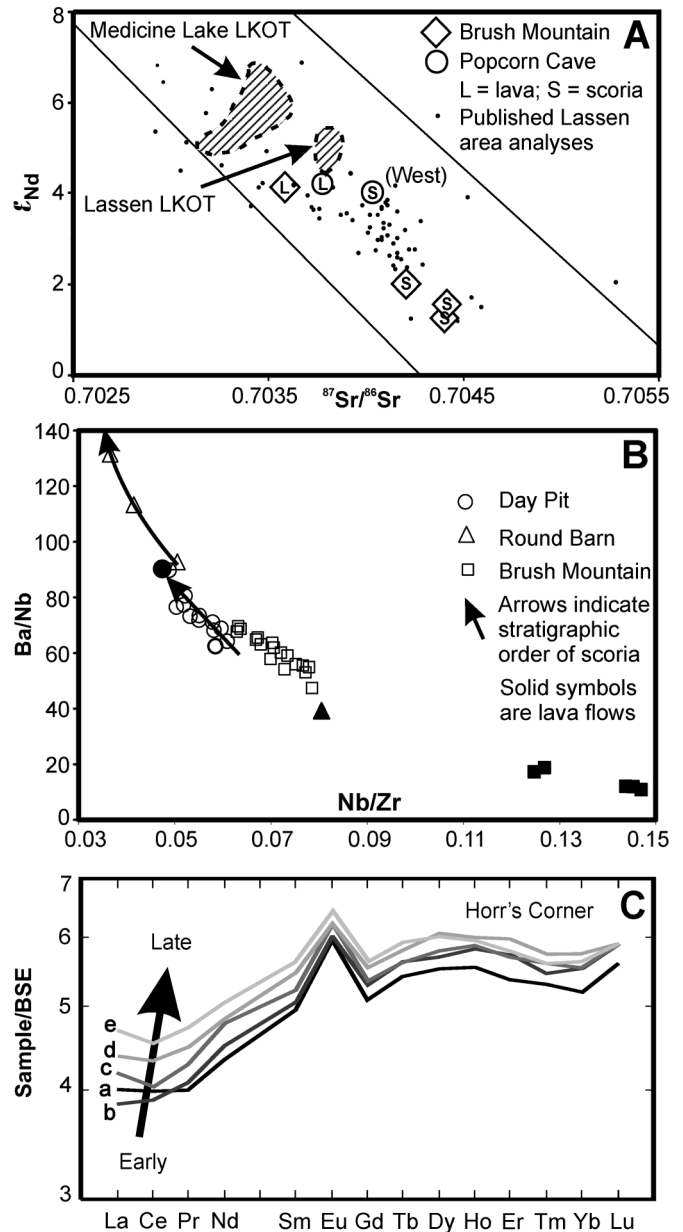 8
6
4
2
0
εNd
Medicine Lake LKOT
Lassen LKOT
A
Brush Mountain
Popcorn Cave
L = lava; S = scoria
Published Lassen
area analyses
(West)
L
L
S
S
S
S
0.7025
0.7035
⁸⁷Sr/⁸⁶Sr
0.7045
0.7055
140
120
100
80
60
40
20
0
Ba/Nb
B
Day Pit
Round Barn
Brush Mountain
Arrows indicate
stratigraphic
order of scoria
Solid symbols
are lava flows
Nb/Zr
0.03
0.05
0.07
0.09
0.11
0.13
0.15
7
6
5
4
3
Sample/BSE
C
Horr's Corner
Late
e
d
c
a
b
Early
La Ce Pr Nd Sm Eu Gd Tb Dy Ho Er Tm Yb Lu